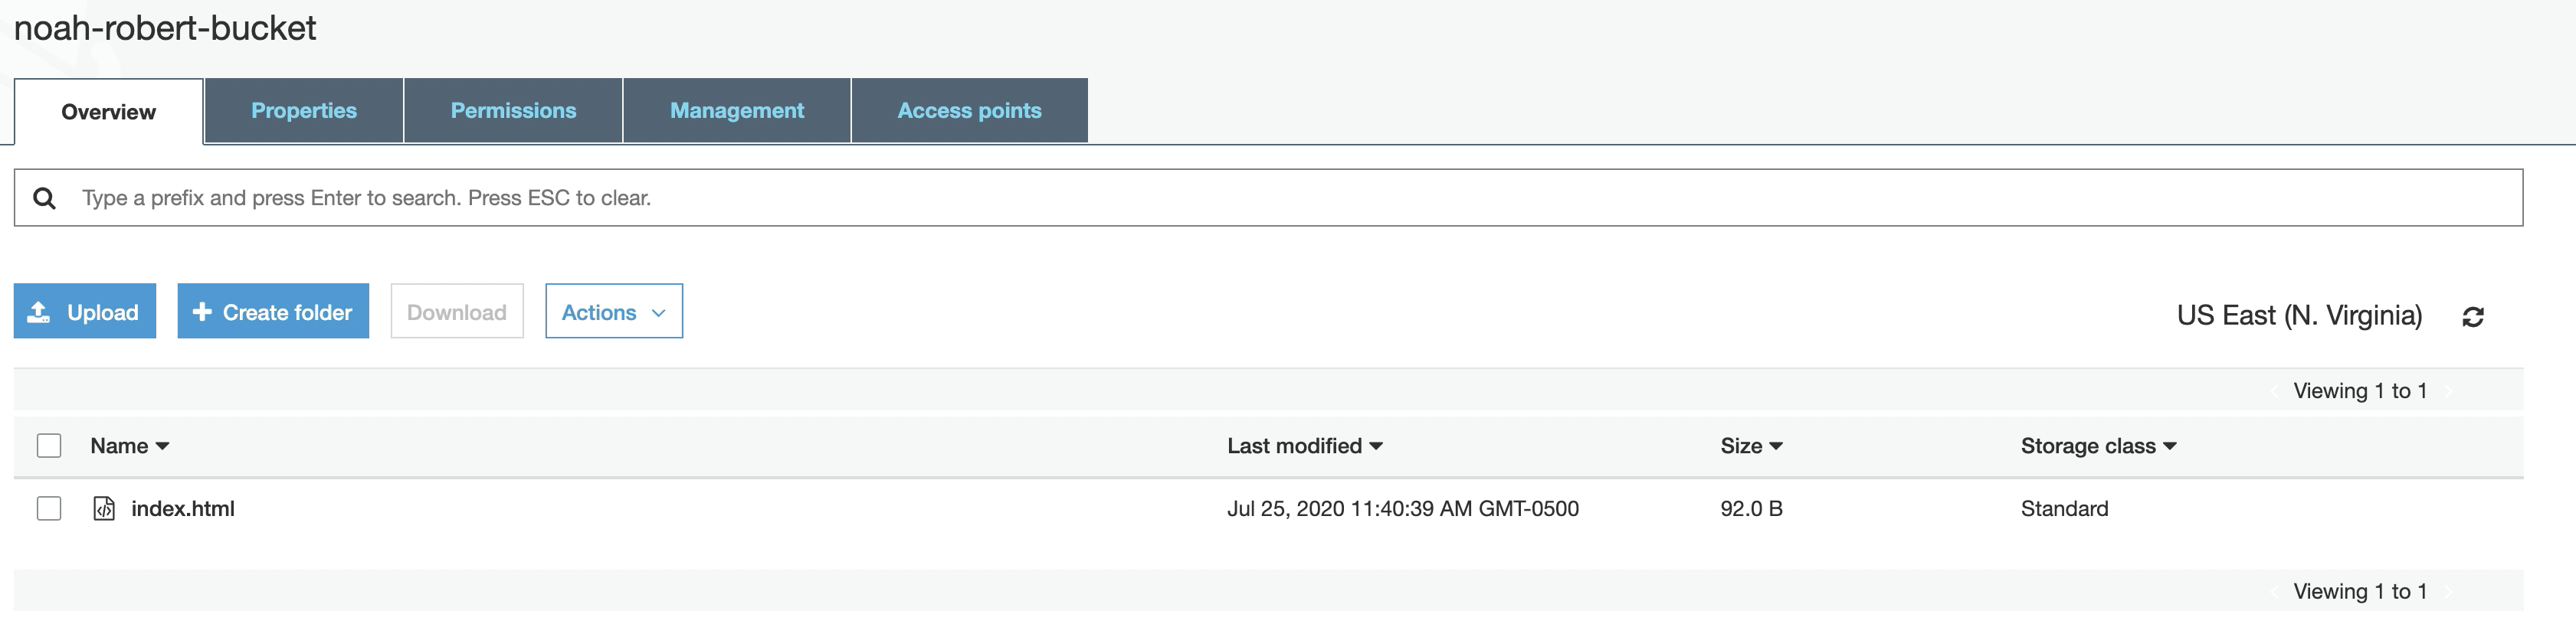 noah-robert-bucket
Overview Properties Permissions Management Access points
Type a prefix and press Enter to search. Press ESC to clear.
Upload Create folder Download Actions US East (N. Virginia)
Viewing 1 to 1
Name Last modified Size Storage class
index.html Jul 25, 2020 11:40:39 AM GMT-0500 92.0 B Standard
Viewing 1 to 1